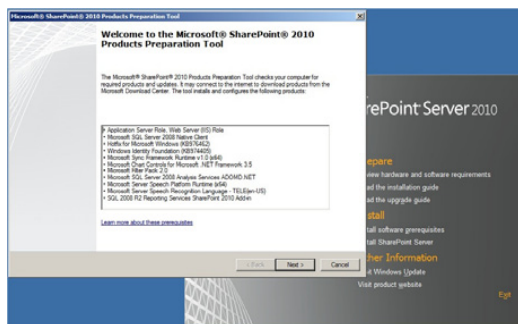 Microsoft® SharePoint® 2010 Products Preparation Tool
Welcome to the Microsoft® SharePoint® 2010
Products Preparation Tool
The Microsoft® SharePoint® 2010 Products Preparation Tool checks your computer for
required products and updates. It may connect to the internet to download products from the
Microsoft Download Center. The tool installs and configures the following products:
• Application Server Role, Web Server (IIS) Role
• Microsoft SQL Server 2008 Native Client
• Hotfix for Microsoft Windows (KB976462)
• Windows Identity Foundation (KB974405)
• Microsoft Sync Framework Runtime v1.0 (x64)
• Microsoft Chart Controls for Microsoft .NET Framework 3.5
• Microsoft Filter Pack 2.0
• Microsoft SQL Server 2008 Analysis Services ADOMD.NET
• Microsoft Server Speech Platform Runtime (x64)
• Microsoft Server Speech Recognition Language - TELE(en-US)
• SQL 2008 R2 Reporting Services SharePoint 2010 Add-in
Learn more about these prerequisites
< Back
Next >
Cancel
rePoint Server 2010
epare
view hardware and software requirements
ad the installation guide
ad the upgrade guide
stall
tall software prerequisites
tall SharePoint Server
her Information
it Windows Update
Visit product website
Exit